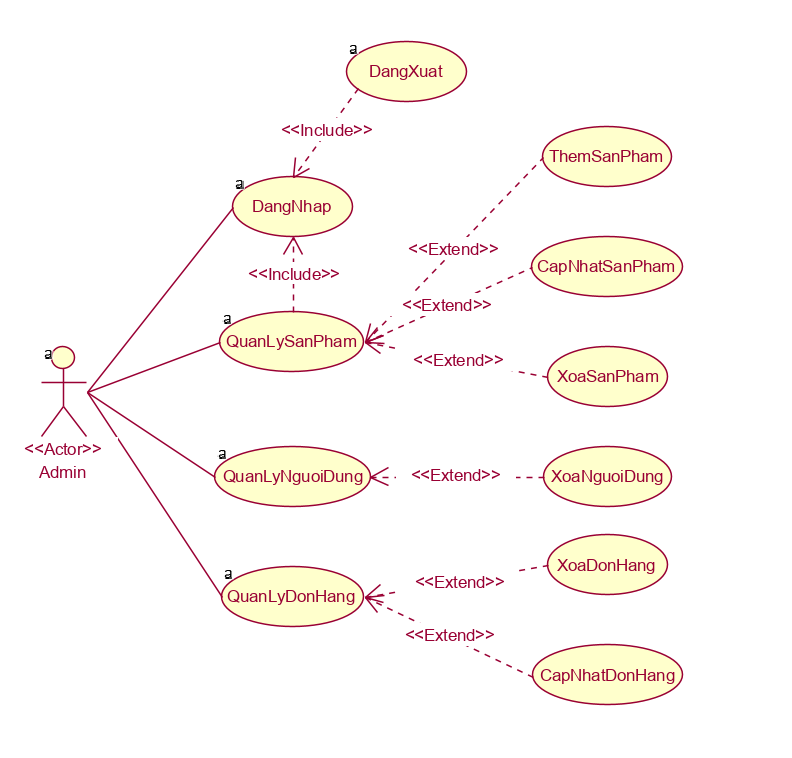 a
DangXuat
<<Include>>
ThemSanPham
a
DangNhap
<<Extend>>
CapNhatSanPham
<<Include>>
<<Extend>>
a
QuanLySanPham
<<Extend>>
XoaSanPham
a
<<Actor>>
Admin
a
QuanLyNguoiDung
<<Extend>>
XoaNguoiDung
a
QuanLyDonHang
<<Extend>>
XoaDonHang
<<Extend>>
CapNhatDonHang